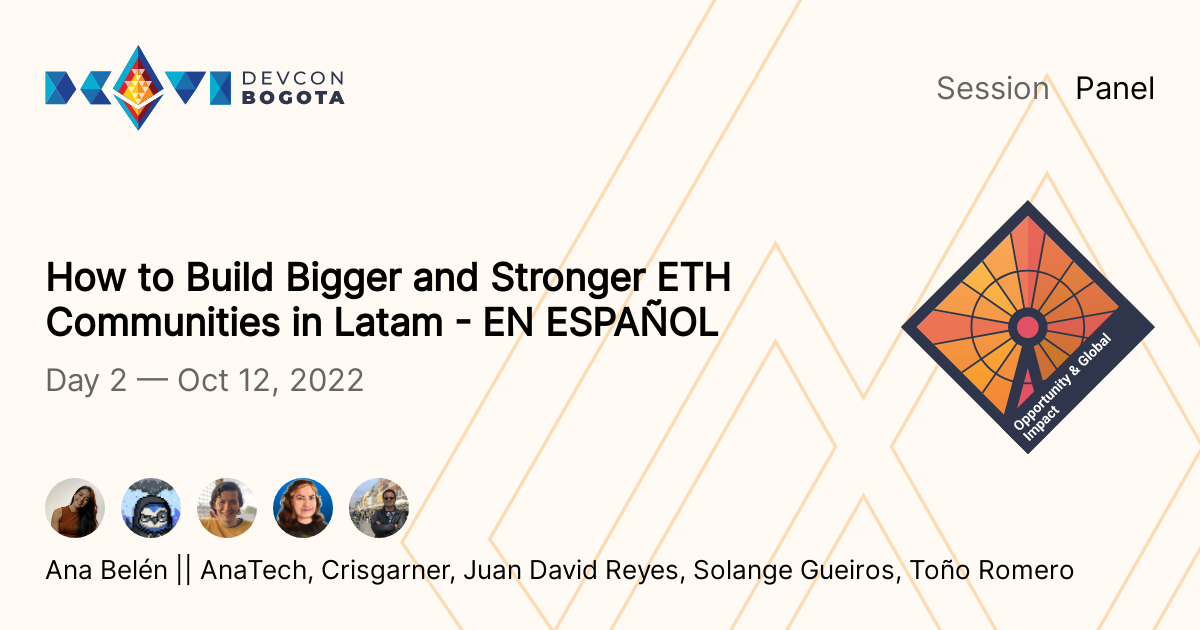 DEVCON
BOGOTA
Session Panel
How to Build Bigger and Stronger ETH
Communities in Latam - EN ESPAÑOL
Day 2 — Oct 12, 2022
Opportunity & Global
Impact
Ana Belén || AnaTech, Crisgarner, Juan David Reyes, Solange Gueiros, Toño Romero